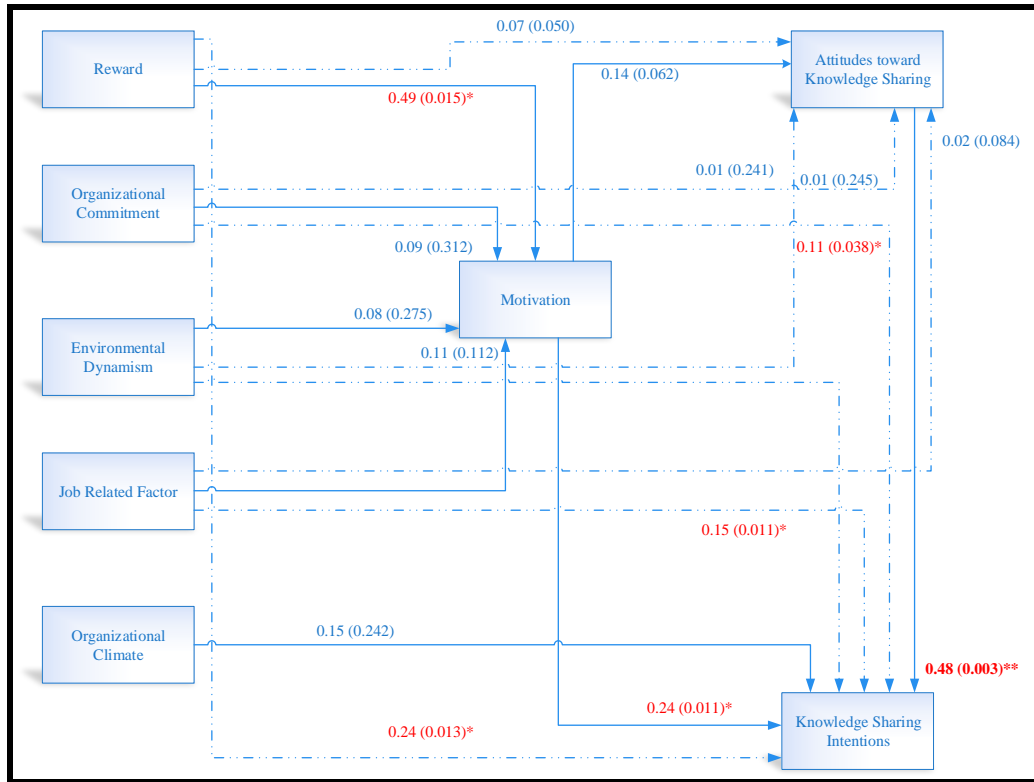 0.07 (0.050)
Reward
Attitudes toward
Knowledge Sharing
0.14 (0.062)
0.49 (0.015)*
0.02 (0.084)
Organizational
Commitment
0.01 (0.241)
0.01 (0.245)
0.09 (0.312)
0.11 (0.038)*
Motivation
0.08 (0.275)
Environmental
Dynamism
0.11 (0.112)
Job Related Factor
0.15 (0.011)*
Organizational
Climate
0.15 (0.242)
0.48 (0.003)**
0.24 (0.011)*
0.24 (0.013)*
Knowledge Sharing
Intentions